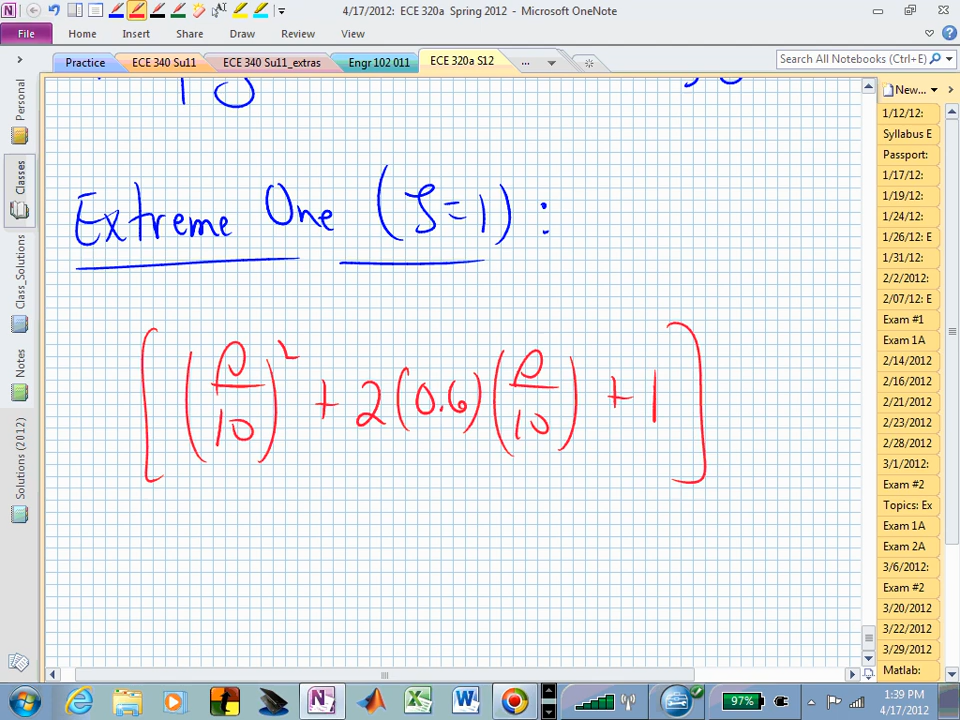 4/17/2012: ECE 320a Spring 2012 - Microsoft OneNote
File Home Insert Share Draw Review View
Practice ECE 340 Su11 ECE 340 Su11_extras Engr 102 011 ECE 320a S12 ...
Search All Notebooks (Ctrl+E)
Personal
Classes
Class_Solutions
Notes
Solutions (2012)
10
Extreme One (ζ=1):
[(ρ/10)² + 2(0.6)(ρ/10) + 1]
New...
1/12/12:
Syllabus E
Passport:
1/17/12:
1/19/12:
1/24/12:
1/26/12: E
1/31/12:
2/2/2012:
2/07/12: E
Exam #1
Exam 1A
2/14/2012
2/16/2012
2/21/2012
2/23/2012
2/28/2012
3/1/2012:
Exam #2
Topics: Ex
Exam 1A
Exam 2A
3/6/2012:
Exam #2
3/20/2012
3/22/2012
3/29/2012
Matlab:
97%
1:39 PM
4/17/2012